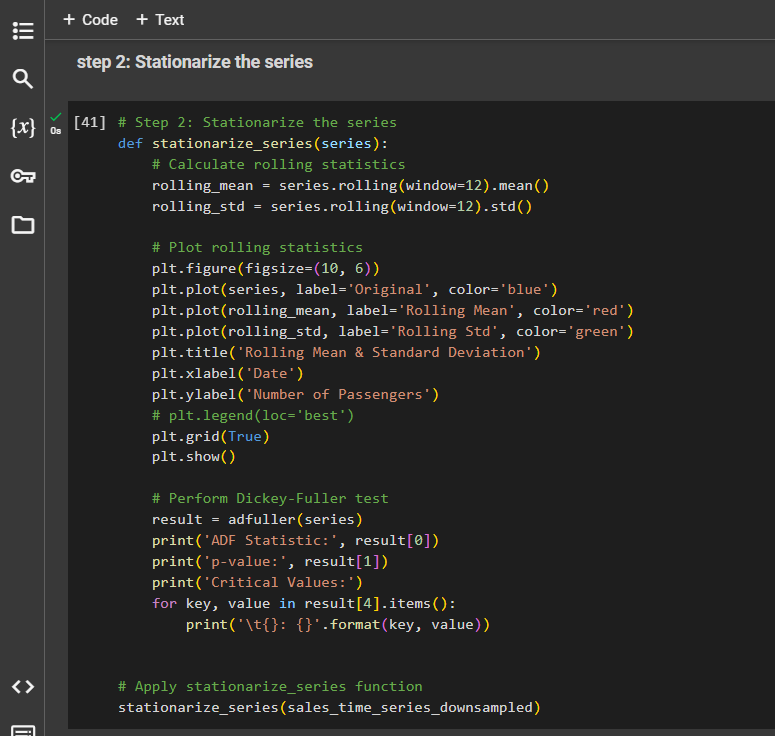 + Code + Text
step 2: Stationarize the series
{x}
0s
[41] # Step 2: Stationarize the series
def stationarize_series(series):
    # Calculate rolling statistics
    rolling_mean = series.rolling(window=12).mean()
    rolling_std = series.rolling(window=12).std()

    # Plot rolling statistics
    plt.figure(figsize=(10, 6))
    plt.plot(series, label='Original', color='blue')
    plt.plot(rolling_mean, label='Rolling Mean', color='red')
    plt.plot(rolling_std, label='Rolling Std', color='green')
    plt.title('Rolling Mean & Standard Deviation')
    plt.xlabel('Date')
    plt.ylabel('Number of Passengers')
    # plt.legend(loc='best')
    plt.grid(True)
    plt.show()

    # Perform Dickey-Fuller test
    result = adfuller(series)
    print('ADF Statistic:', result[0])
    print('p-value:', result[1])
    print('Critical Values:')
    for key, value in result[4].items():
        print('\t{}: {}'.format(key, value))

# Apply stationarize_series function
stationarize_series(sales_time_series_downsampled)